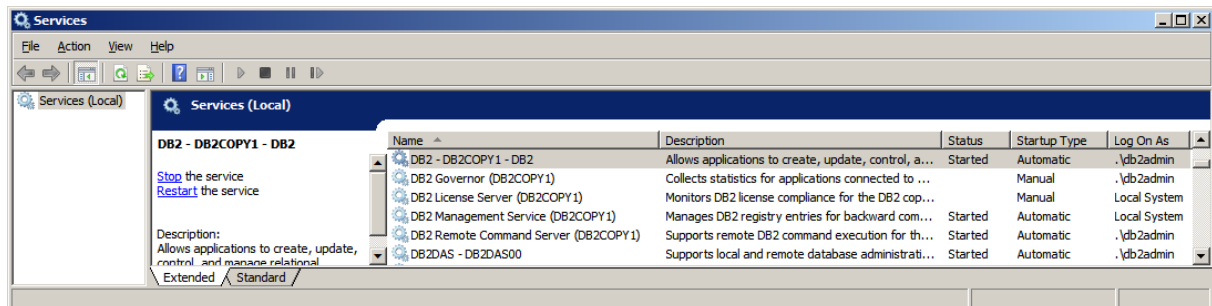 Services
File Action View Help
Services (Local)
Services (Local)
DB2 - DB2COPY1 - DB2
Stop the service
Restart the service
Description:
Allows applications to create, update,
control, and manage relational
Name Description Status Startup Type Log On As
DB2 - DB2COPY1 - DB2 Allows applications to create, update, control, a... Started Automatic .\db2admin
DB2 Governor (DB2COPY1) Collects statistics for applications connected to ... Manual .\db2admin
DB2 License Server (DB2COPY1) Monitors DB2 license compliance for the DB2 cop... Manual Local System
DB2 Management Service (DB2COPY1) Manages DB2 registry entries for backward com... Started Automatic Local System
DB2 Remote Command Server (DB2COPY1) Supports remote DB2 command execution for th... Started Automatic .\db2admin
DB2DAS - DB2DAS00 Supports local and remote database administrati... Started Automatic .\db2admin
Extended Standard